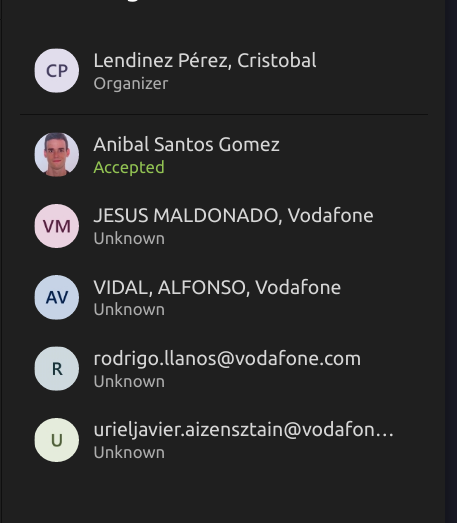 CP
Lendinez Pérez, Cristobal
Organizer
Anibal Santos Gomez
Accepted
VM
JESUS MALDONADO, Vodafone
Unknown
AV
VIDAL, ALFONSO, Vodafone
Unknown
R
rodrigo.llanos@vodafone.com
Unknown
U
urieljavier.aizensztain@vodafon…
Unknown